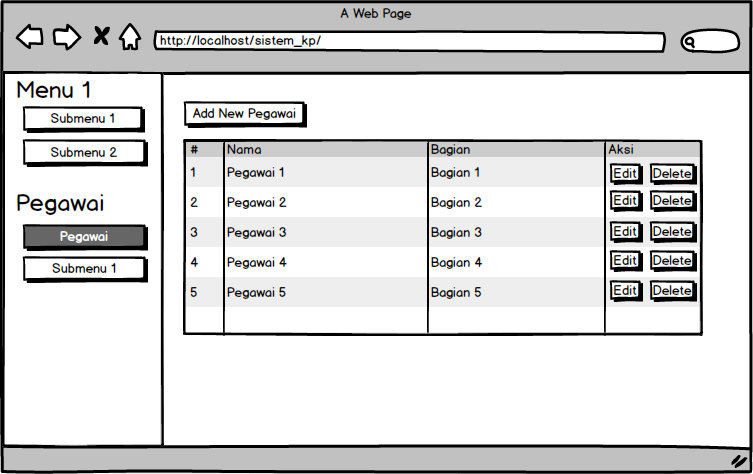 A Web Page
http://localhost/sistem_kp/
Menu 1
Submenu 1
Submenu 2
Pegawai
Pegawai
Submenu 1
Add New Pegawai
# Nama Bagian Aksi
1 Pegawai 1 Bagian 1 Edit Delete
2 Pegawai 2 Bagian 2 Edit Delete
3 Pegawai 3 Bagian 3 Edit Delete
4 Pegawai 4 Bagian 4 Edit Delete
5 Pegawai 5 Bagian 5 Edit Delete